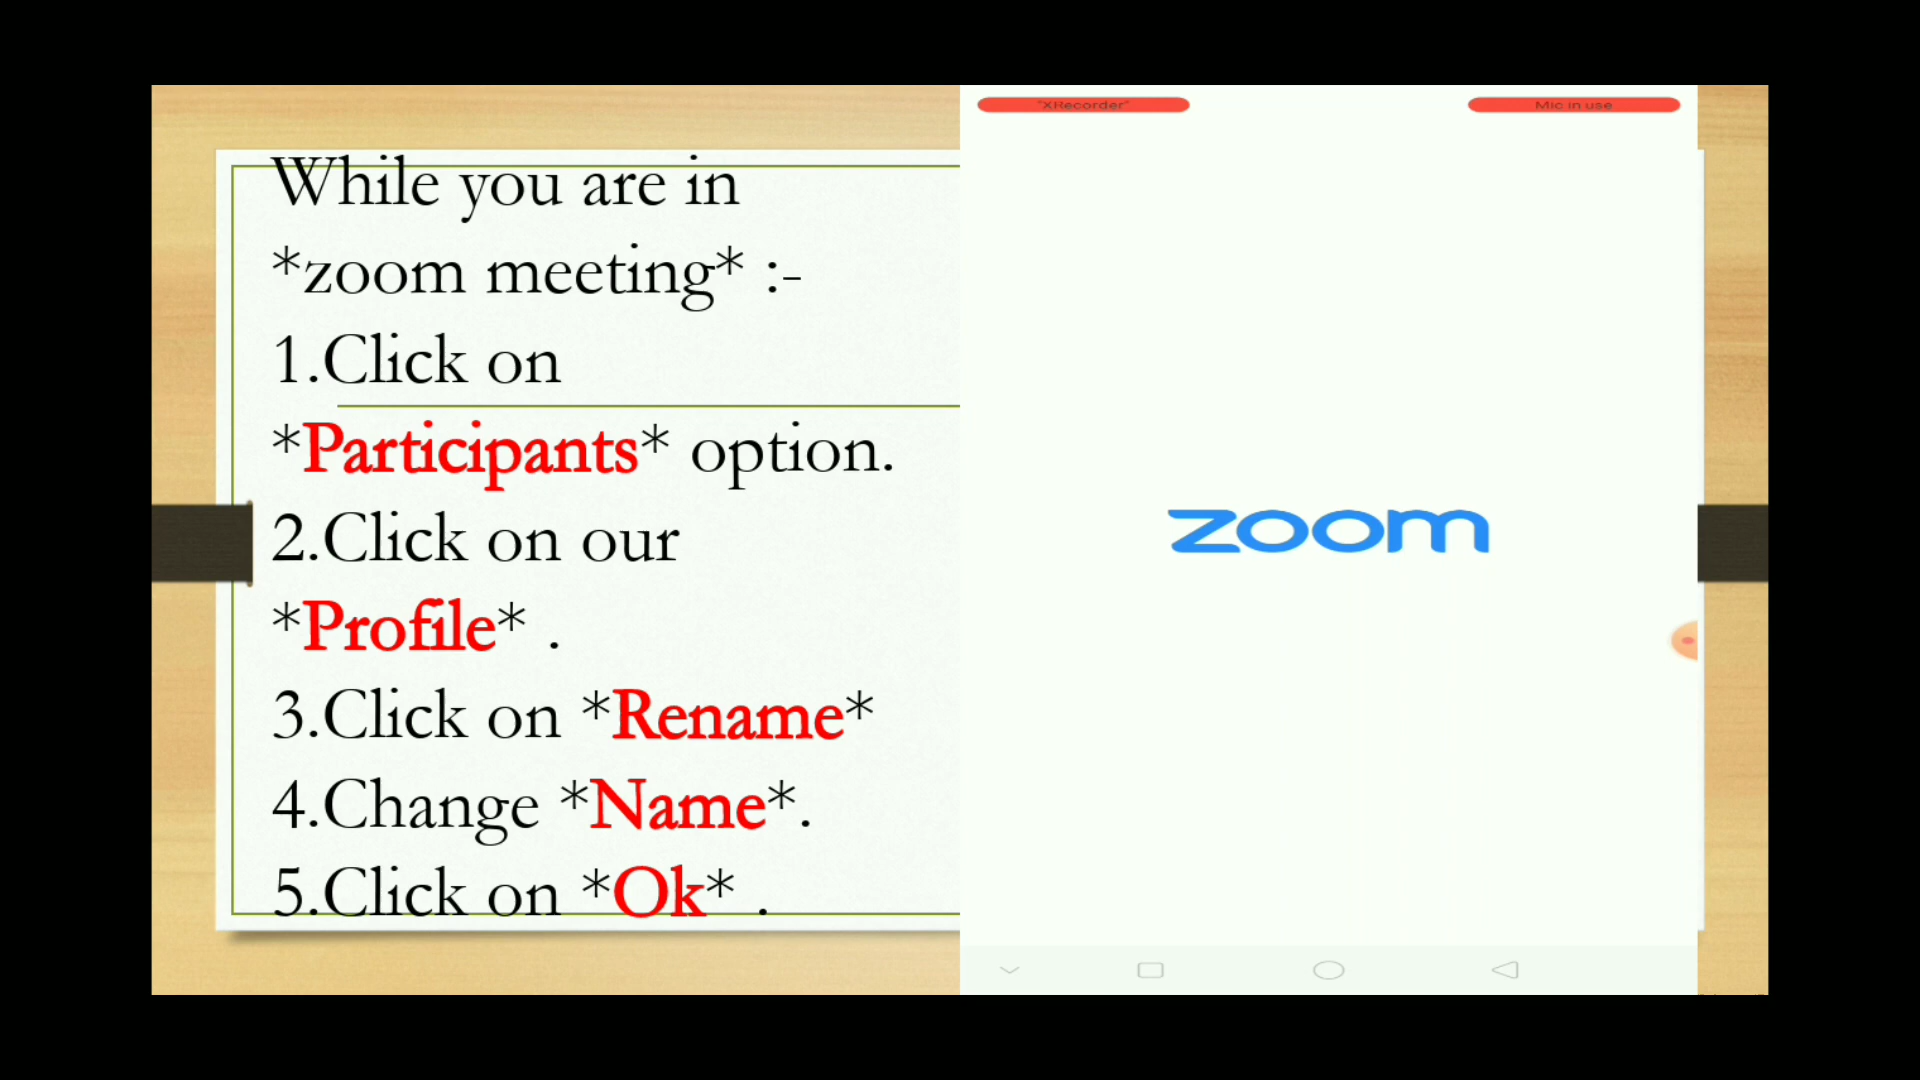 While you are in
*zoom meeting* :-
1.Click on
*Participants* option.
2.Click on our
*Profile* .
3.Click on *Rename*
4.Change *Name*.
5.Click on *Ok* .
"XRecorder"
Mic in use
zoom